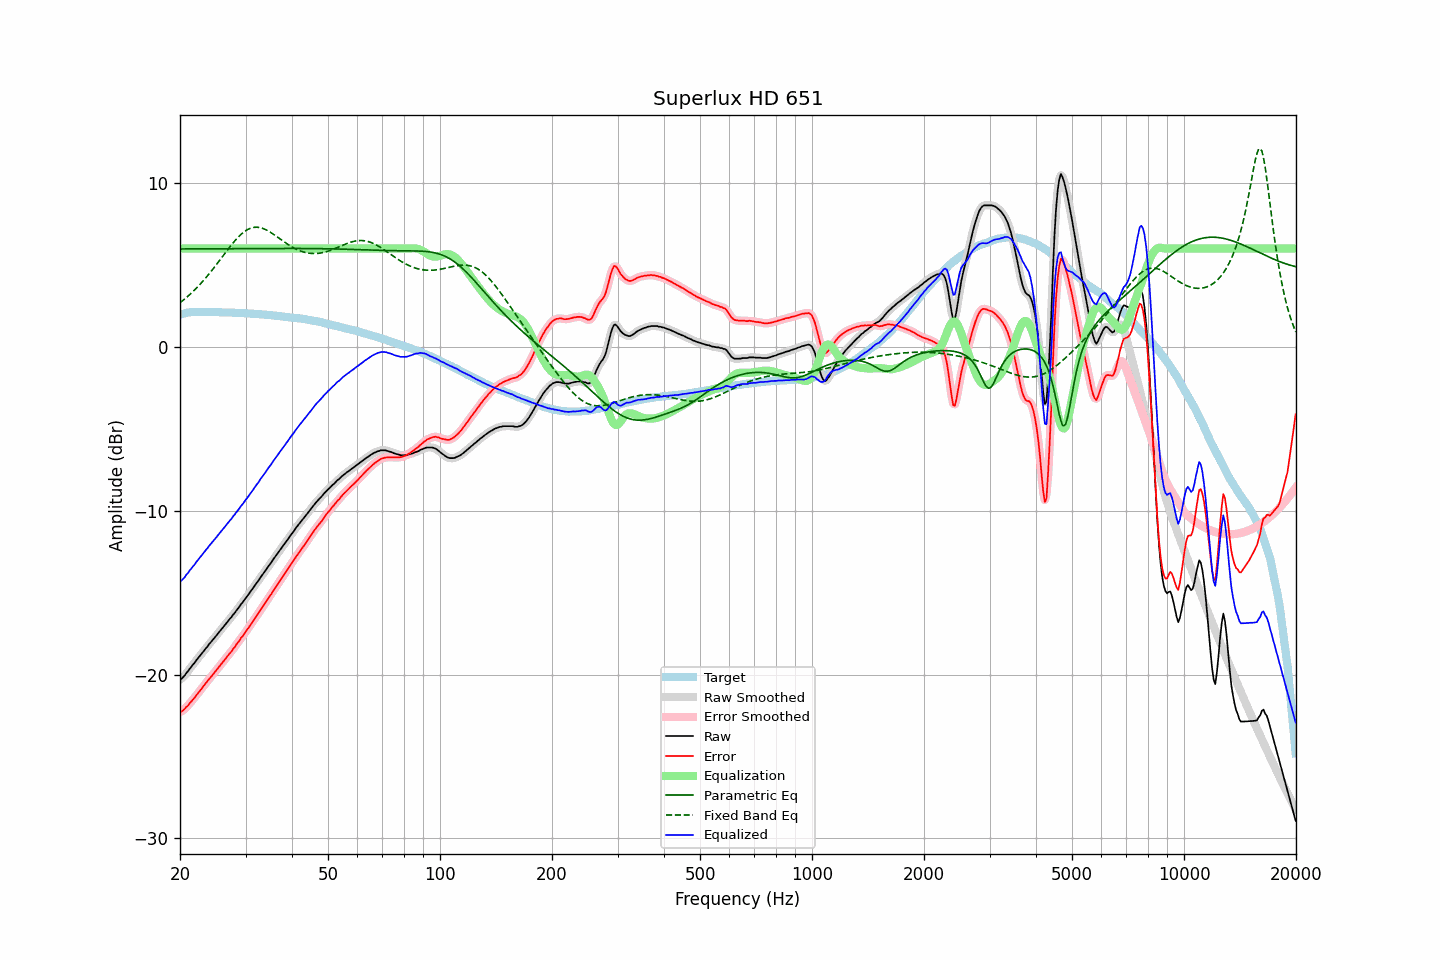 Superlux HD 651
Amplitude (dBr)
10
0
−10
−20
−30
Target
Raw Smoothed
Error Smoothed
Raw
Error
Equalization
Parametric Eq
Fixed Band Eq
Equalized
20 50 100 200 500 1000 2000 5000 10000 20000
Frequency (Hz)